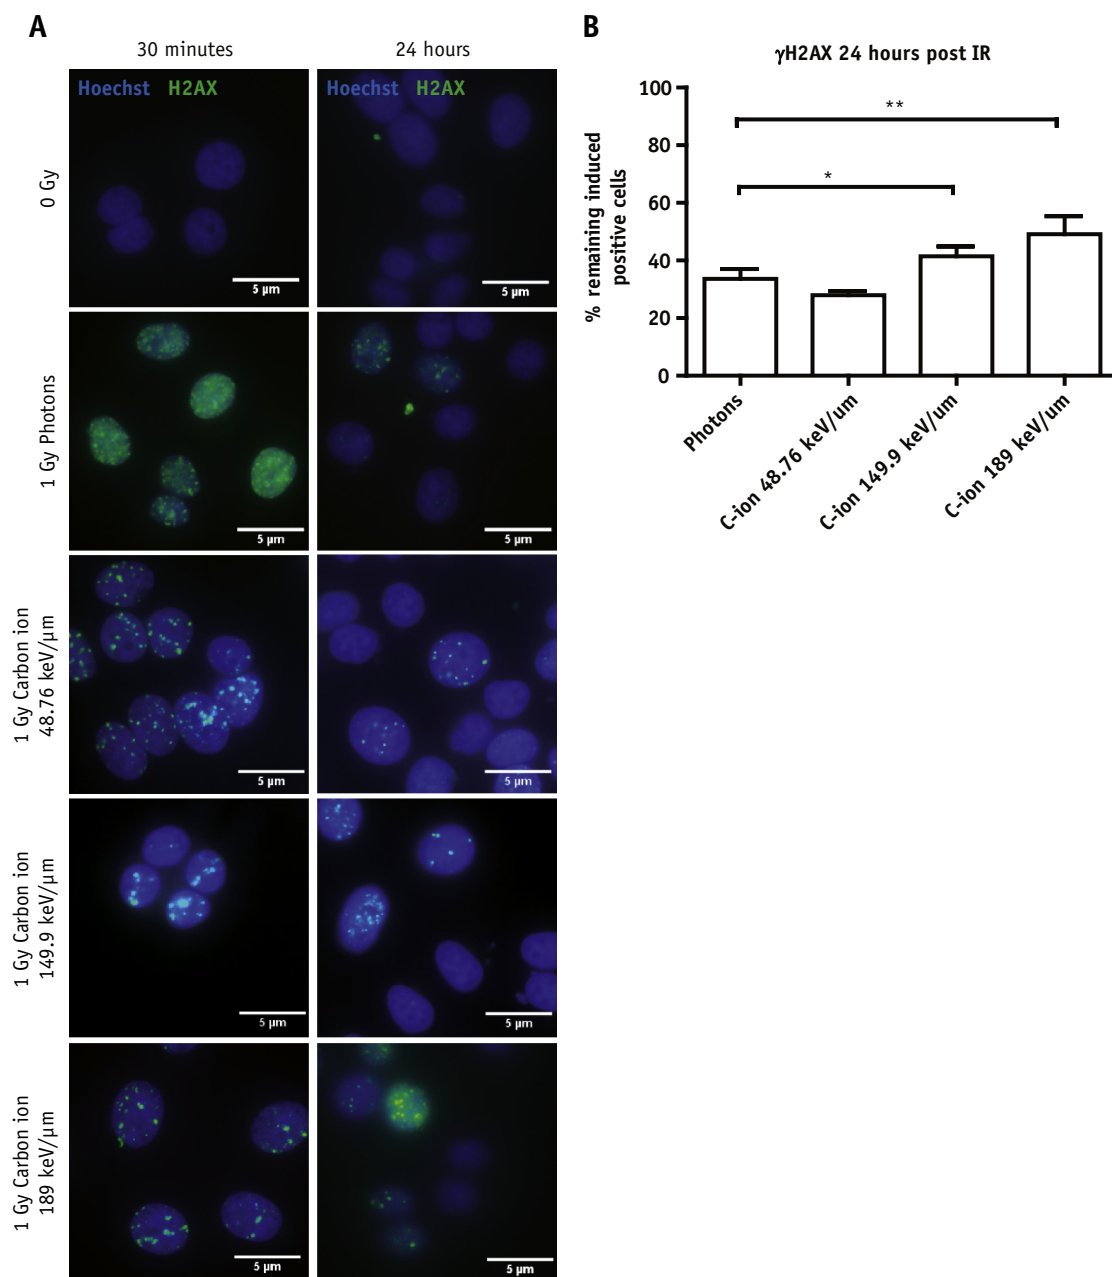 A
30 minutes
24 hours
Hoechst H2AX
Hoechst H2AX
0 Gy
5 µm
5 µm
1 Gy Photons
5 µm
5 µm
1 Gy Carbon ion
48.76 keV/µm
5 µm
5 µm
1 Gy Carbon ion
149.9 keV/µm
5 µm
5 µm
1 Gy Carbon ion
189 keV/µm
5 µm
5 µm
B
γH2AX 24 hours post IR
% remaining induced
positive cells
100
80
60
40
20
0
**
*
Photons
C-ion 48.76 keV/um
C-ion 149.9 keV/um
C-ion 189 keV/um